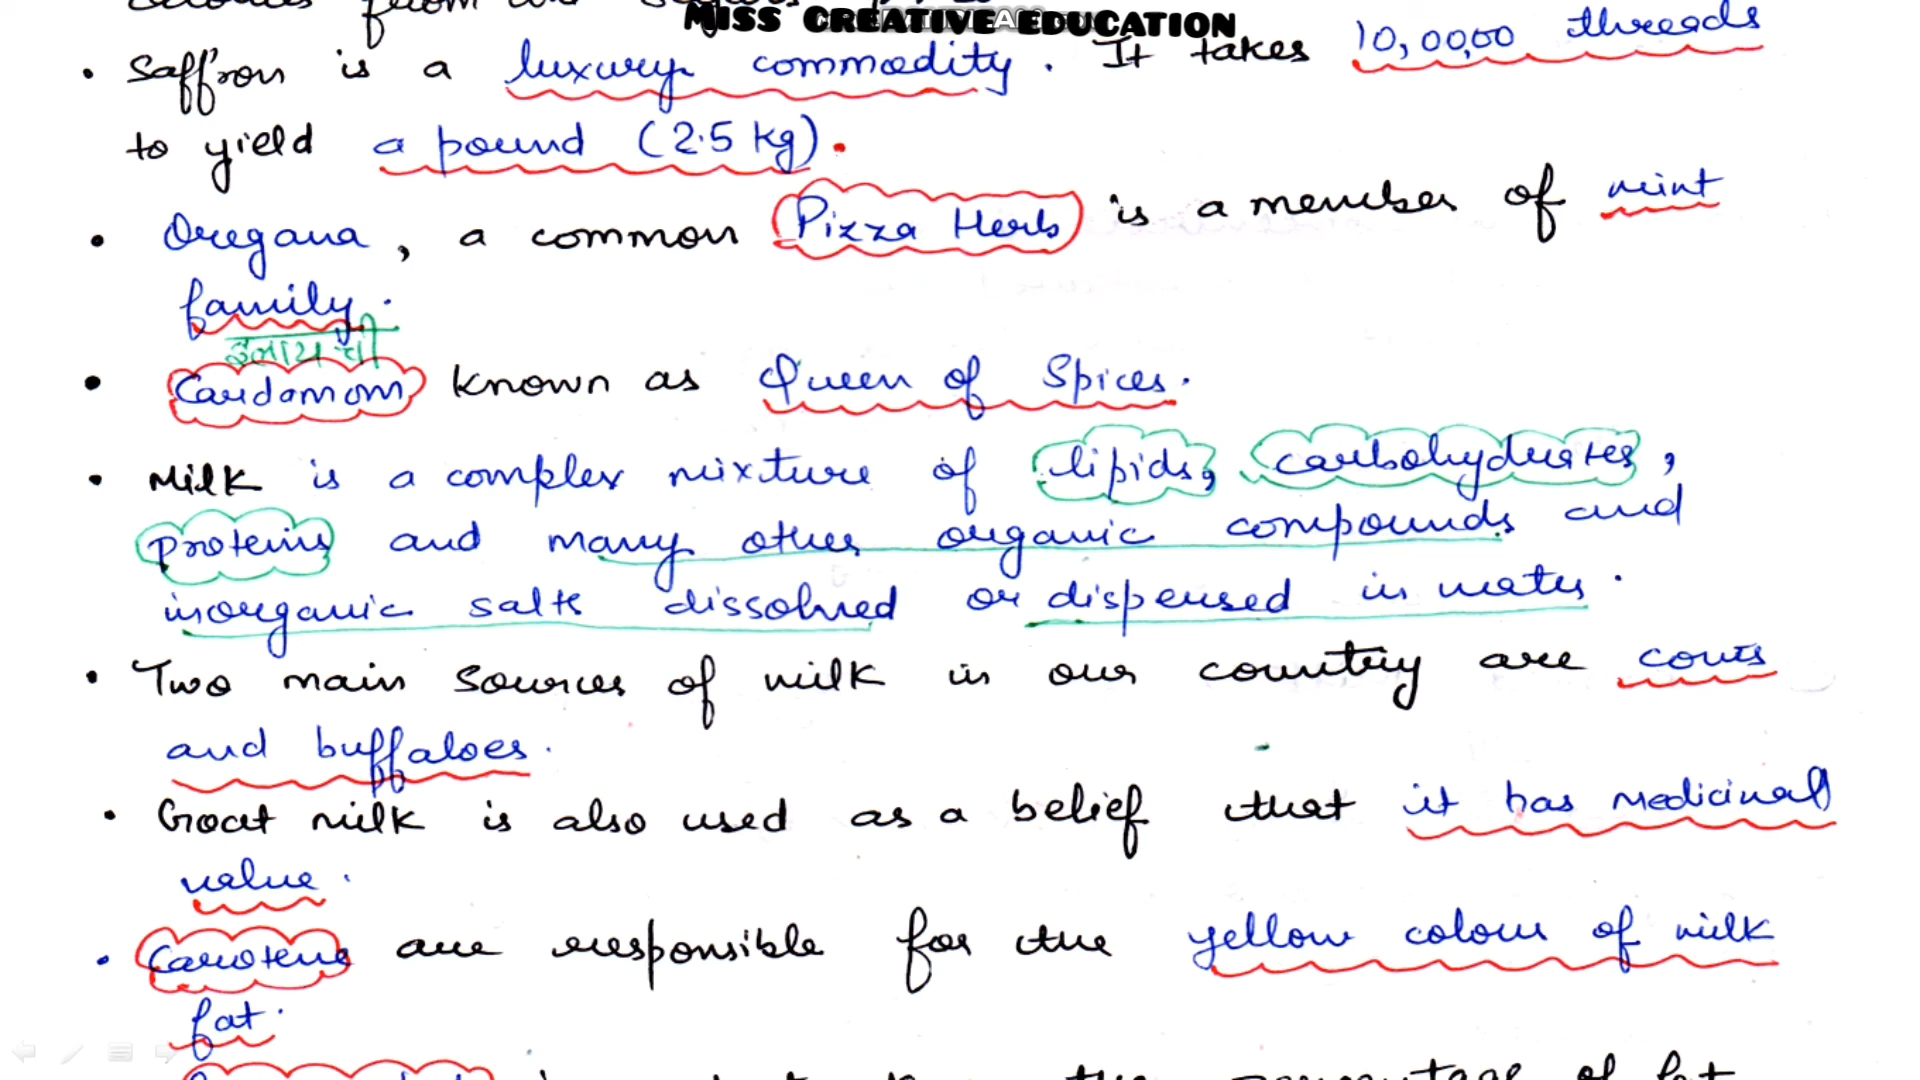 MISS CREATIVE EDUCATION
• Saffron is a luxury commodity. It takes 10,00,00 threads
to yield a pound (2.5 kg).
• Oregana, a common Pizza Herb is a member of mint
family.
इलायची
• Cardamom known as Queen of Spices.
• Milk is a complex mixture of lipids, carbohydrates,
proteins and many other organic compounds and
inorganic salts dissolved or dispersed in water.
• Two main sources of milk in our country are cows
and buffaloes.
• Goat milk is also used as a belief that it has medicinal
value.
• Carotene are responsible for the yellow colour of milk
fat.